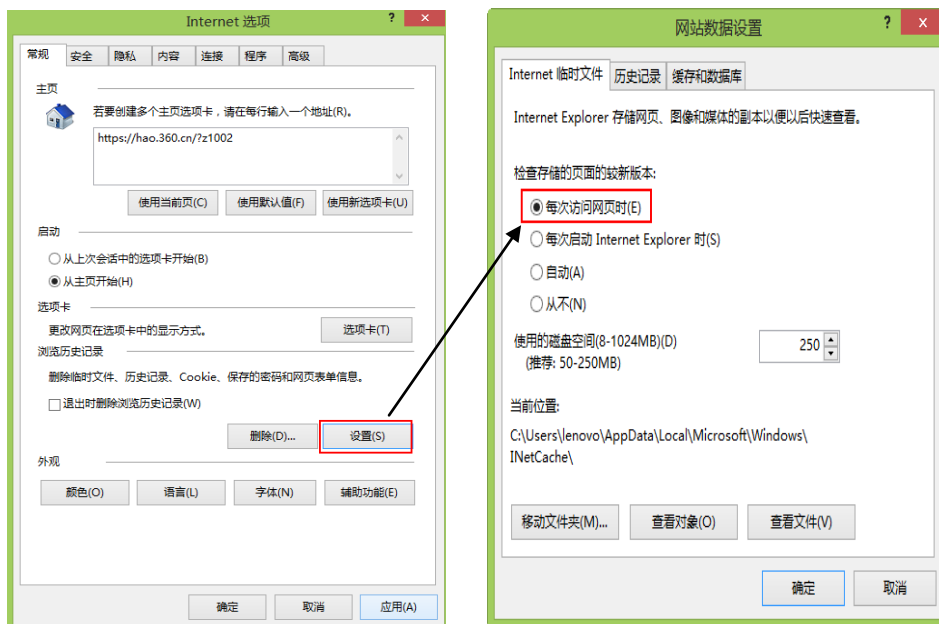 Internet 选项
? ×
常规 安全 隐私 内容 连接 程序 高级
主页
若要创建多个主页选项卡，请在每行输入一个地址(R)。
https://hao.360.cn/?z1002
使用当前页(C) 使用默认值(F) 使用新选项卡(U)
启动
从上次会话中的选项卡开始(B)
从主页开始(H)
选项卡
更改网页在选项卡中的显示方式。 选项卡(T)
浏览历史记录
删除临时文件、历史记录、Cookie、保存的密码和网页表单信息。
退出时删除浏览历史记录(W)
删除(D)... 设置(S)
外观
颜色(O) 语言(L) 字体(N) 辅助功能(E)
确定 取消 应用(A)
网站数据设置
? ×
Internet 临时文件 历史记录 缓存和数据库
Internet Explorer 存储网页、图像和媒体的副本以便以后快速查看。
检查存储的页面的较新版本:
每次访问网页时(E)
每次启动 Internet Explorer 时(S)
自动(A)
从不(N)
使用的磁盘空间(8-1024MB)(D) 250
(推荐: 50-250MB)
当前位置:
C:\Users\lenovo\AppData\Local\Microsoft\Windows\
INetCache\
移动文件夹(M)... 查看对象(O) 查看文件(V)
确定 取消